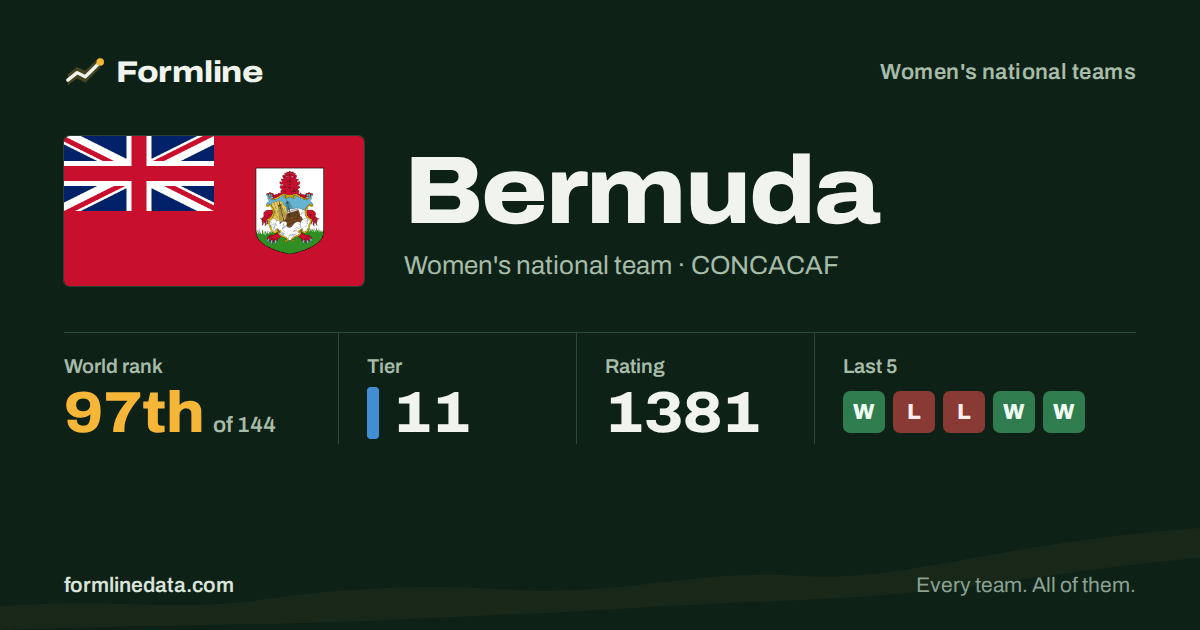 Formline
Women's national teams
Bermuda
Women's national team · CONCACAF
World rank
97th of 144
Tier
11
Rating
1381
Last 5
W L L W W
formlinedata.com
Every team. All of them.